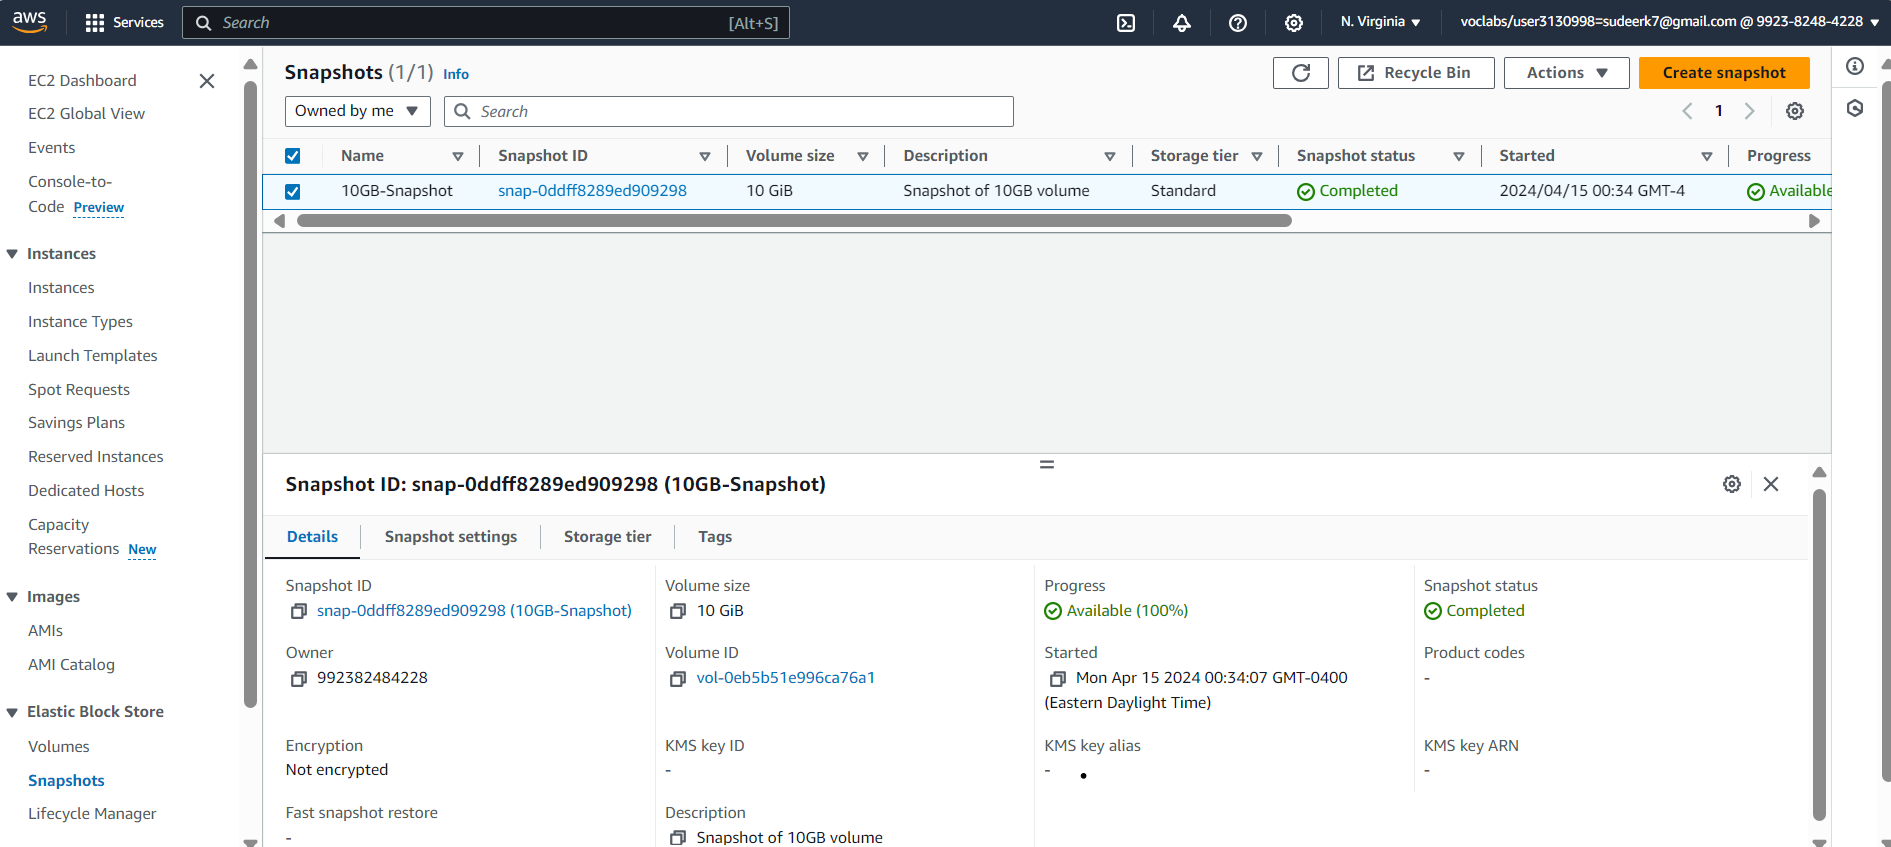 aws
Services
Search
[Alt+S]
N. Virginia
voclabs/user3130998=sudeerk7@gmail.com @ 9923-8248-4228
EC2 Dashboard
EC2 Global View
Events
Console-to-
Code Preview
Instances
Instances
Instance Types
Launch Templates
Spot Requests
Savings Plans
Reserved Instances
Dedicated Hosts
Capacity
Reservations New
Images
AMIs
AMI Catalog
Elastic Block Store
Volumes
Snapshots
Lifecycle Manager
Snapshots (1/1) Info
Recycle Bin
Actions
Create snapshot
Owned by me
Search
1
Name Snapshot ID Volume size Description Storage tier Snapshot status Started Progress
10GB-Snapshot snap-0ddff8289ed909298 10 GiB Snapshot of 10GB volume Standard Completed 2024/04/15 00:34 GMT-4 Available
Snapshot ID: snap-0ddff8289ed909298 (10GB-Snapshot)
Details Snapshot settings Storage tier Tags
Snapshot ID
snap-0ddff8289ed909298 (10GB-Snapshot)
Volume size
10 GiB
Progress
Available (100%)
Snapshot status
Completed
Owner
992382484228
Volume ID
vol-0eb5b51e996ca76a1
Started
Mon Apr 15 2024 00:34:07 GMT-0400
(Eastern Daylight Time)
Product codes
-
Encryption
Not encrypted
KMS key ID
-
KMS key alias
-
KMS key ARN
-
Fast snapshot restore
-
Description
Snapshot of 10GB volume